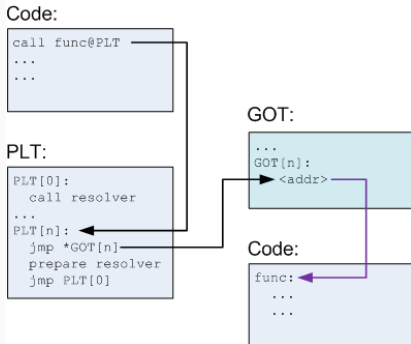 Code:
call func@PLT
...
...
PLT:
PLT[0]:
call resolver
...
PLT[n]:
jmp *GOT[n]
prepare resolver
jmp PLT[0]
GOT:
...
GOT[n]:
<addr>
Code:
func:
...
...